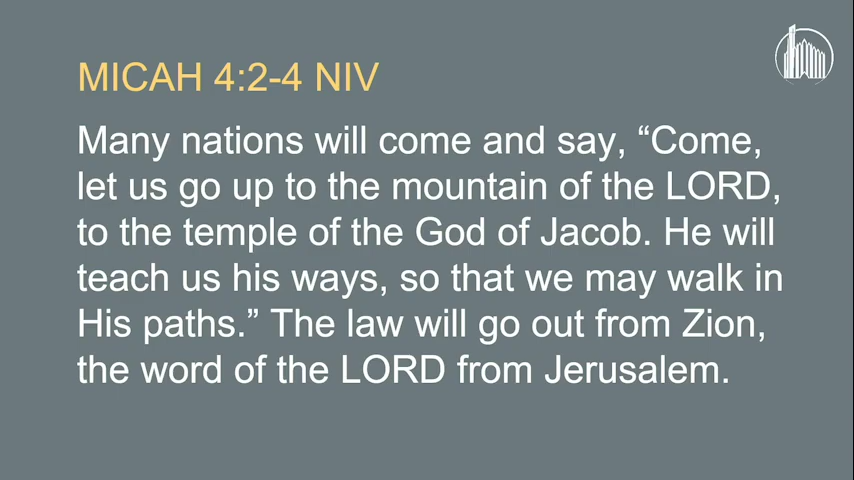 MICAH 4:2-4 NIV
Many nations will come and say, “Come,
let us go up to the mountain of the LORD,
to the temple of the God of Jacob. He will
teach us his ways, so that we may walk in
His paths.” The law will go out from Zion,
the word of the LORD from Jerusalem.